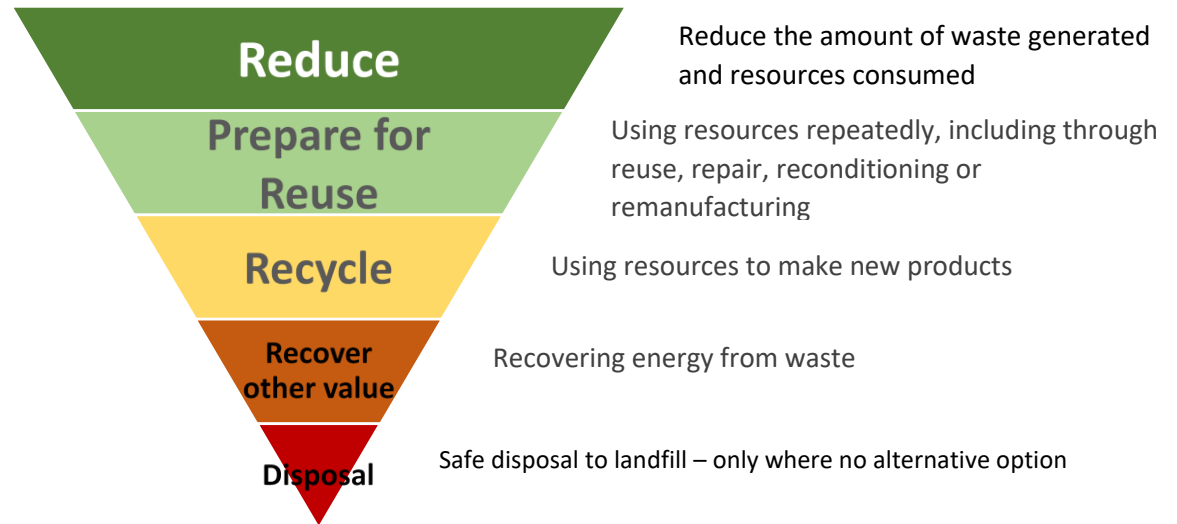 Reduce
Reduce the amount of waste generated
and resources consumed
Prepare for
Reuse
Using resources repeatedly, including through
reuse, repair, reconditioning or
remanufacturing
Recycle
Using resources to make new products
Recover
other value
Recovering energy from waste
Disposal
Safe disposal to landfill – only where no alternative option